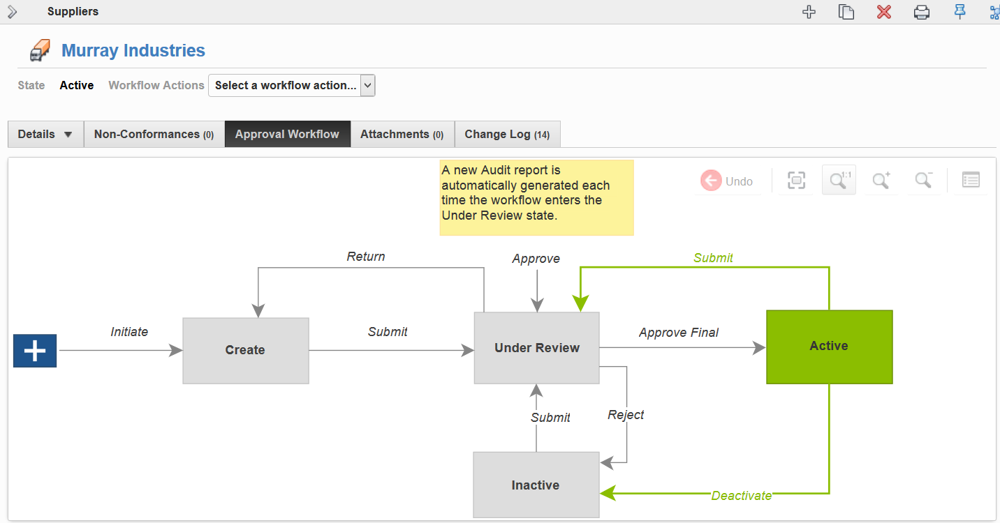 Suppliers
Murray Industries
State Active Workflow Actions Select a workflow action...
Details Non-Conformances (0) Approval Workflow Attachments (0) Change Log (14)
A new Audit report is
automatically generated each
time the workflow enters the
Under Review state.
Undo
1:1
Return
Approve
Submit
Initiate
Submit
Approve Final
Create
Under Review
Active
Submit
Reject
Inactive
Deactivate